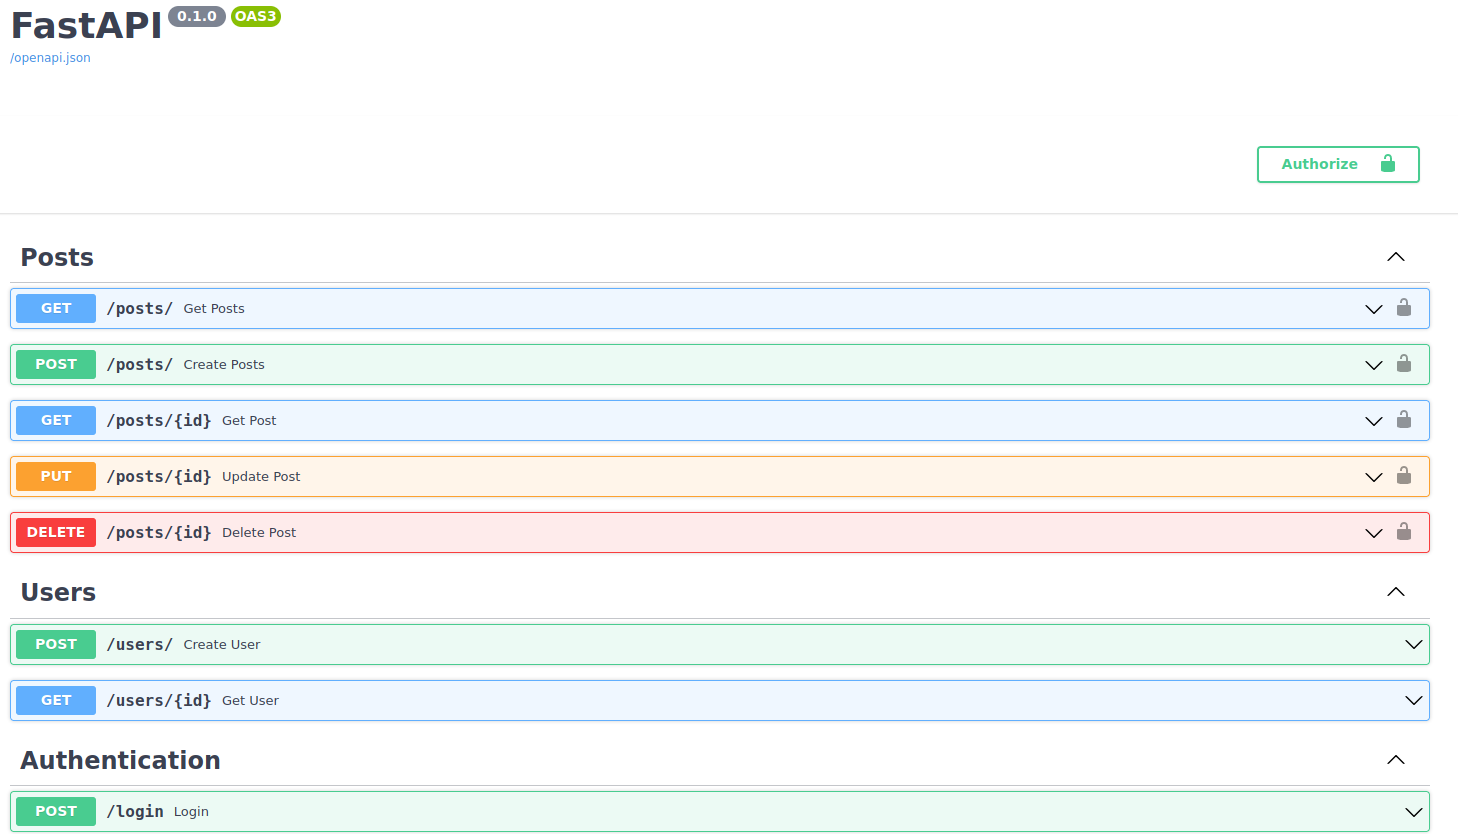 FastAPI 0.1.0 OAS3
/openapi.json
Authorize
Posts
GET /posts/ Get Posts
POST /posts/ Create Posts
GET /posts/{id} Get Post
PUT /posts/{id} Update Post
DELETE /posts/{id} Delete Post
Users
POST /users/ Create User
GET /users/{id} Get User
Authentication
POST /login Login